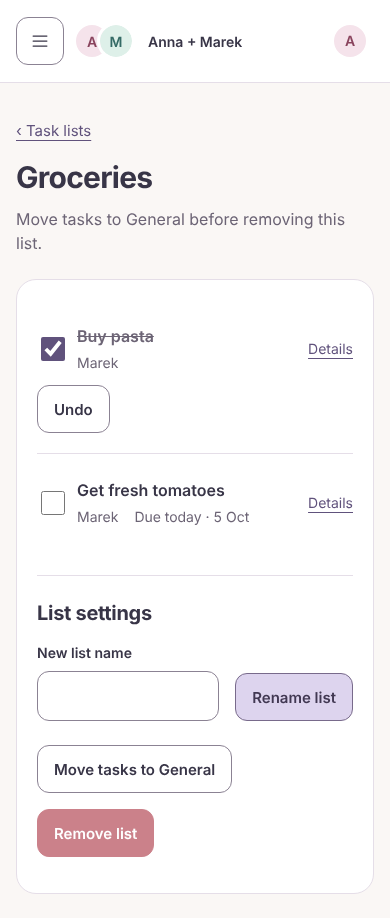 A M Anna + Marek A
‹ Task lists
Groceries
Move tasks to General before removing this
list.
Buy pasta
Details
Marek
Undo
Get fresh tomatoes
Details
Marek Due today · 5 Oct
List settings
New list name
Rename list
Move tasks to General
Remove list